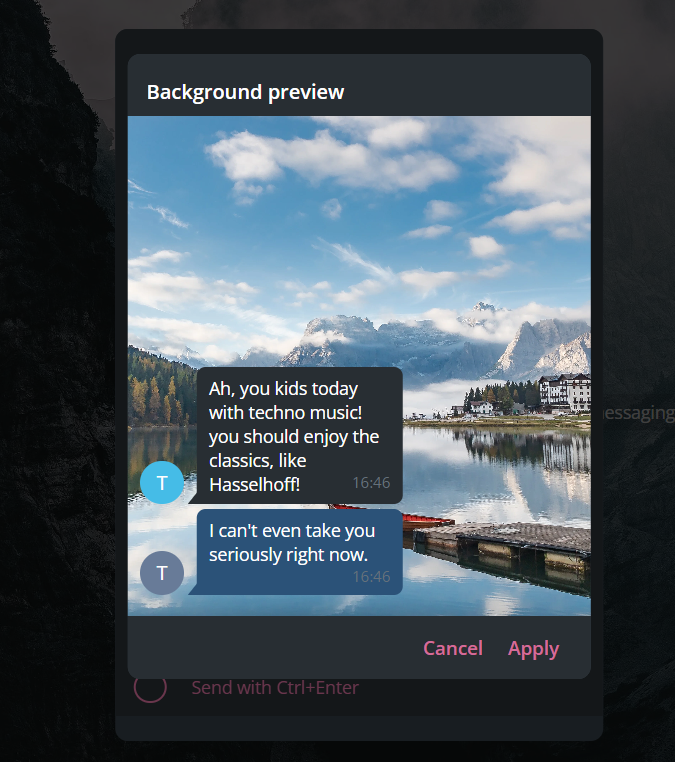 Background preview
Ah, you kids today
with techno music!
you should enjoy the
classics, like
Hasselhoff!
16:46
T
I can't even take you
seriously right now.
16:46
T
Cancel
Apply
Send with Ctrl+Enter